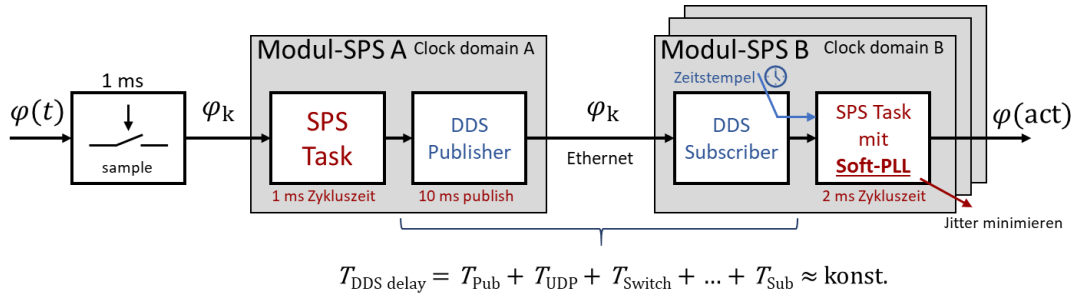 φ(t)
1 ms
sample
φk
Modul-SPS A
Clock domain A
SPS
Task
1 ms Zykluszeit
DDS
Publisher
10 ms publish
φk
Ethernet
Modul-SPS B
Clock domain B
Zeitstempel
DDS
Subscriber
SPS Task
mit
Soft-PLL
2 ms Zykluszeit
φ(act)
Jitter minimieren
TDDS delay = TPub + TUDP + TSwitch + … + TSub ≈ konst.